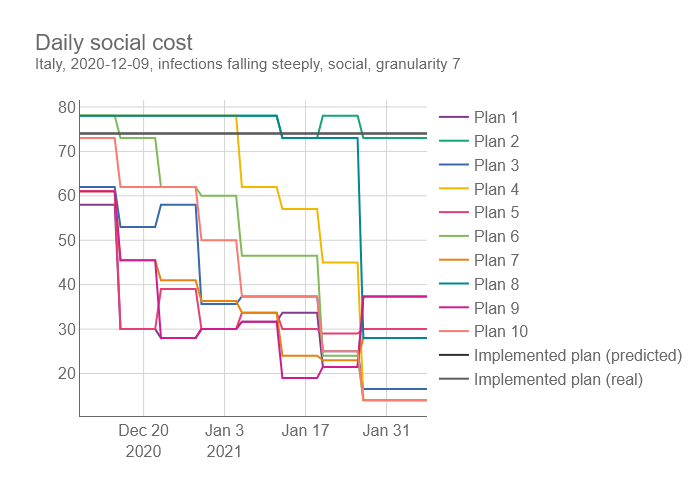 Daily social cost
Italy, 2020-12-09, infections falling steeply, social, granularity 7
80
70
60
50
40
30
20
Dec 20
2020
Jan 3
2021
Jan 17
Jan 31
Plan 1
Plan 2
Plan 3
Plan 4
Plan 5
Plan 6
Plan 7
Plan 8
Plan 9
Plan 10
Implemented plan (predicted)
Implemented plan (real)